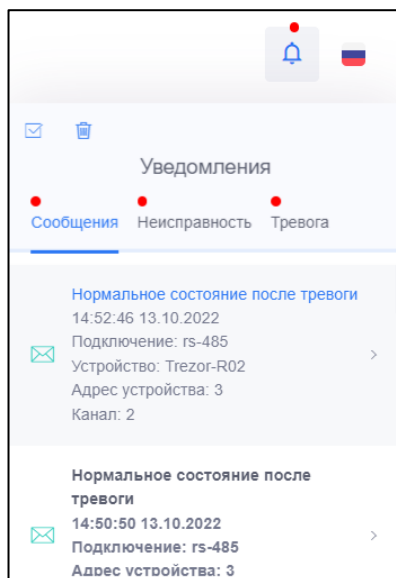 Уведомления
Сообщения Неисправность Тревога
Нормальное состояние после тревоги
14:52:46 13.10.2022
Подключение: rs-485
Устройство: Trezor-R02
Адрес устройства: 3
Канал: 2
Нормальное состояние после
тревоги
14:50:50 13.10.2022
Подключение: rs-485
Адрес устройства: 3